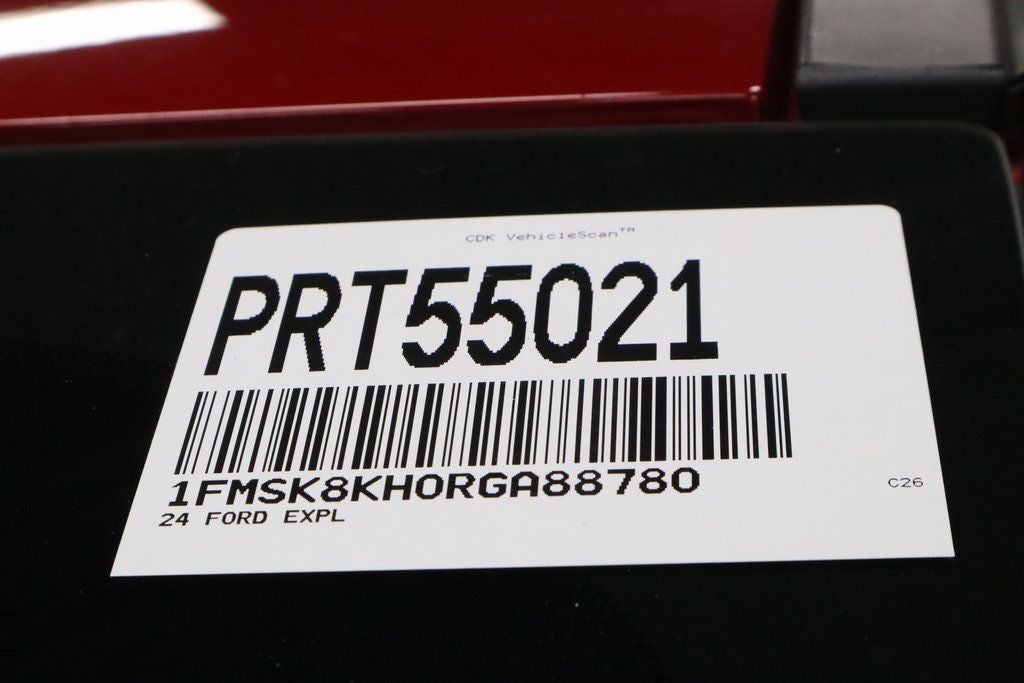 CDK VehicleScan™
PRT55021
1FMSK8KH0RGA88780
24 FORD EXPL
C26